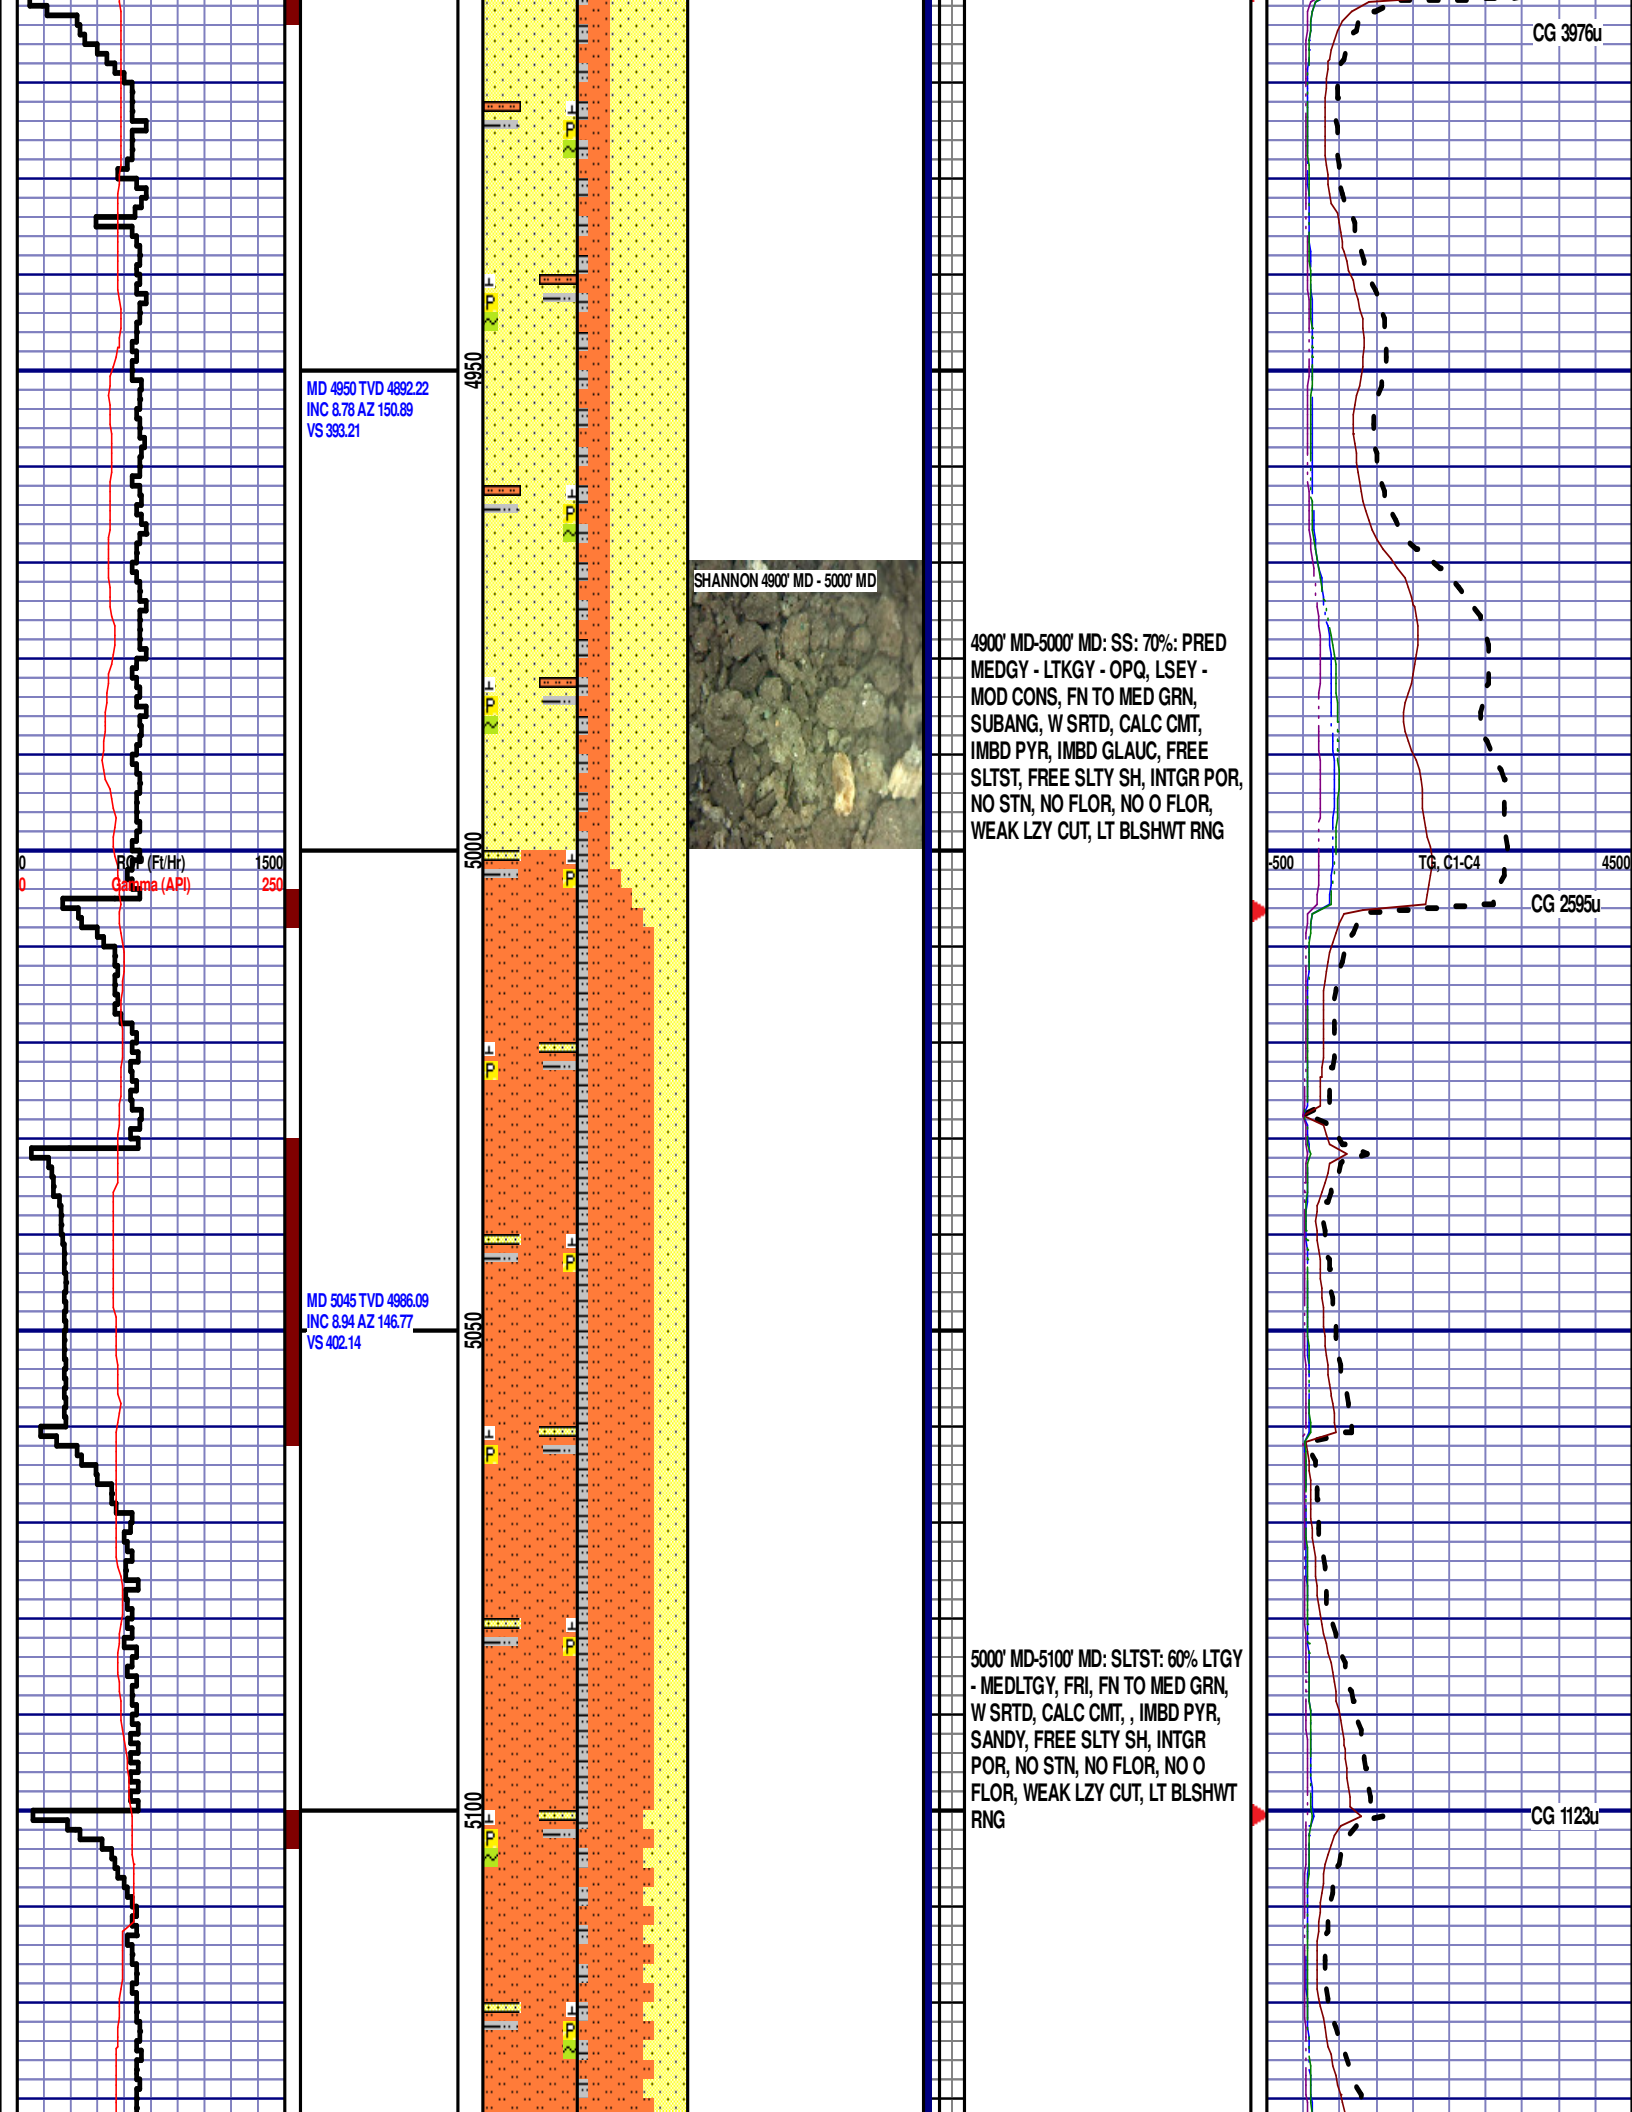 CG 3976u
4950
MD 4950 TVD 4892.22
INC 8.78 AZ 150.89
VS 393.21
SHANNON 4900' MD - 5000' MD
4900' MD-5000' MD: SS: 70%: PRED
MEDGY - LTKGY - OPQ, LSEY -
MOD CONS, FN TO MED GRN,
SUBANG, W SRTD, CALC CMT,
IMBD PYR, IMBD GLAUC, FREE
SLTST, FREE SLTY SH, INTGR POR,
NO STN, NO FLOR, NO O FLOR,
WEAK LZY CUT, LT BLSHWT RNG
5000
0 ROP (Ft/Hr) 1500
0 Gamma (API) 250
-500 TG, C1-C4 4500
CG 2595u
MD 5045 TVD 4986.09
INC 8.94 AZ 146.77
VS 402.14
5050
5000' MD-5100' MD: SLTST: 60% LTGY
- MEDLTGY, FRI, FN TO MED GRN,
W SRTD, CALC CMT, , IMBD PYR,
SANDY, FREE SLTY SH, INTGR
POR, NO STN, NO FLOR, NO O
FLOR, WEAK LZY CUT, LT BLSHWT
RNG
5100
CG 1123u
P
P
P
P
P
P
P
P
P
P